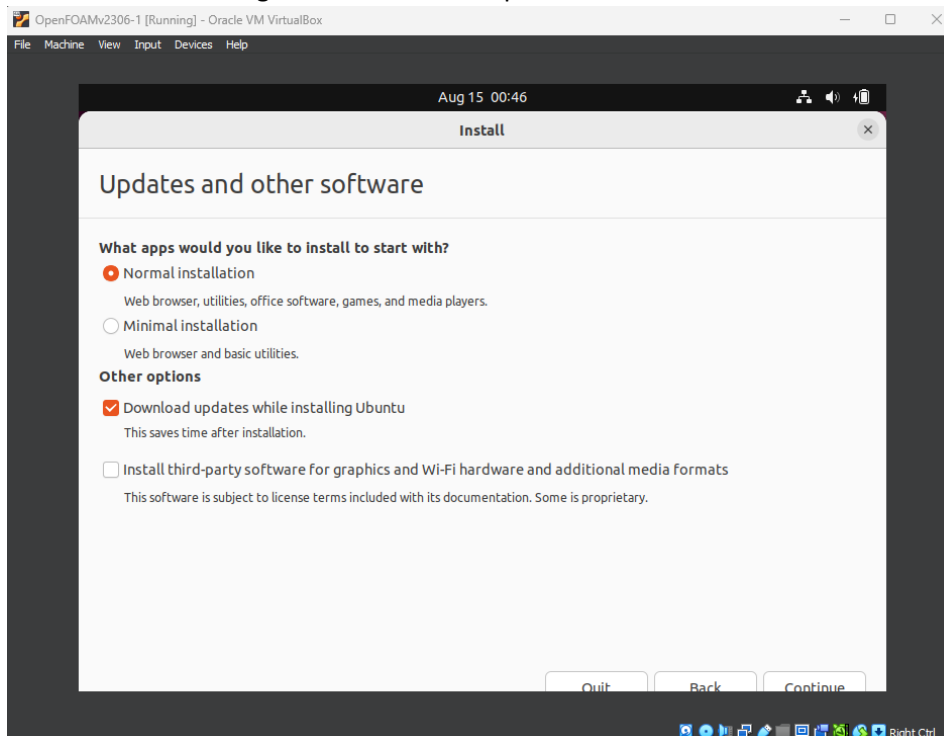 OpenFOAMv2306-1 [Running] - Oracle VM VirtualBox
File Machine View Input Devices Help
Aug 15 00:46
Install
Updates and other software
What apps would you like to install to start with?
Normal installation
Web browser, utilities, office software, games, and media players.
Minimal installation
Web browser and basic utilities.
Other options
Download updates while installing Ubuntu
This saves time after installation.
Install third-party software for graphics and Wi-Fi hardware and additional media formats
This software is subject to license terms included with its documentation. Some is proprietary.
Quit Back Continue
Right Ctrl